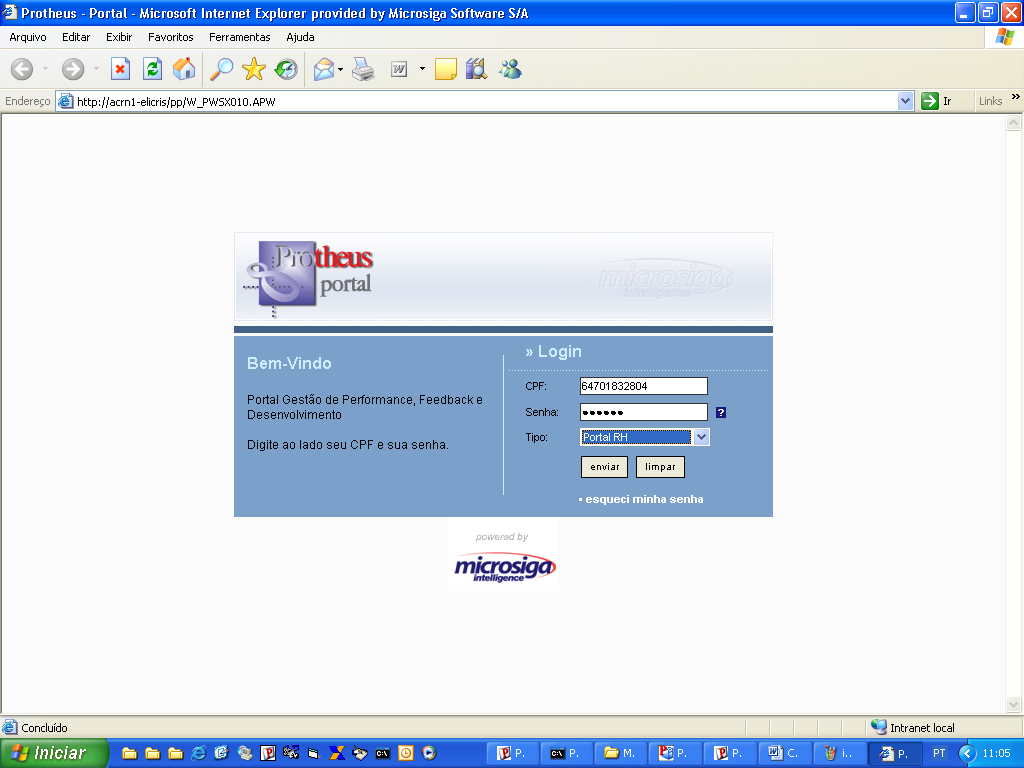 Protheus - Portal - Microsoft Internet Explorer provided by Microsiga Software S/A
Arquivo Editar Exibir Favoritos Ferramentas Ajuda
Endereço http://acrn1-elicris/pp/W_PWSX010.APW Ir Links »
Protheus
portal
microsiga
intelligence
Bem-Vindo
Portal Gestão de Performance, Feedback e
Desenvolvimento
Digite ao lado seu CPF e sua senha.
» Login
CPF: 64701832804
Senha: •••••• ?
Tipo: Portal RH
enviar limpar
• esqueci minha senha
powered by
microsiga
intelligence
Concluído Intranet local
Iniciar P. P. M. P. P. C. i.. P. PT 11:05